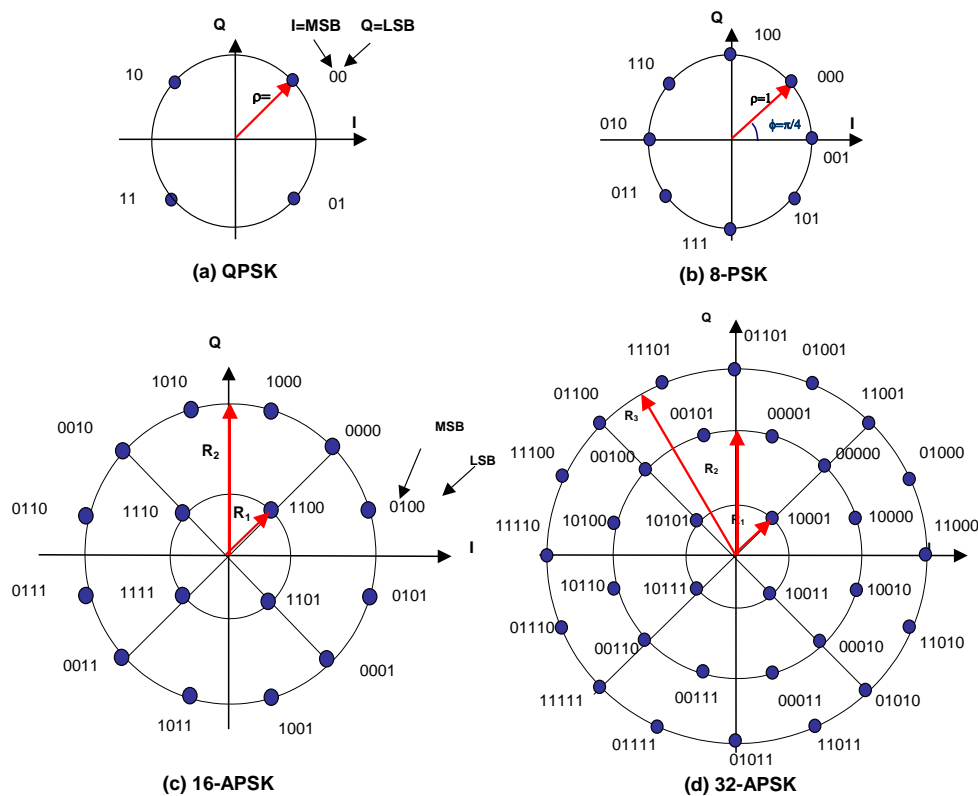 Q I=MSB Q=LSB
10 00
ρ=
I
11 01
(a) QPSK
Q 100
110 000
ρ=1
ϕ=π/4 I
010 001
011 101
111
(b) 8-PSK
Q
1010 1000
0010 0000 MSB
R2 LSB
0110 1110 R1 1100 0100
I
0111 1111 1101 0101
0011 0001
1011 1001
(c) 16-APSK
Q
01101
11101 01001
01100 R3 11001
00101 00001
11100 00100 R2 00000 01000
11110 10100 10101 R1 10001 10000 11000
I
10110 10111 10011 10010
01110 00110 00010 11010
11111 00111 00011 01010
01111 01011 11011
(d) 32-APSK